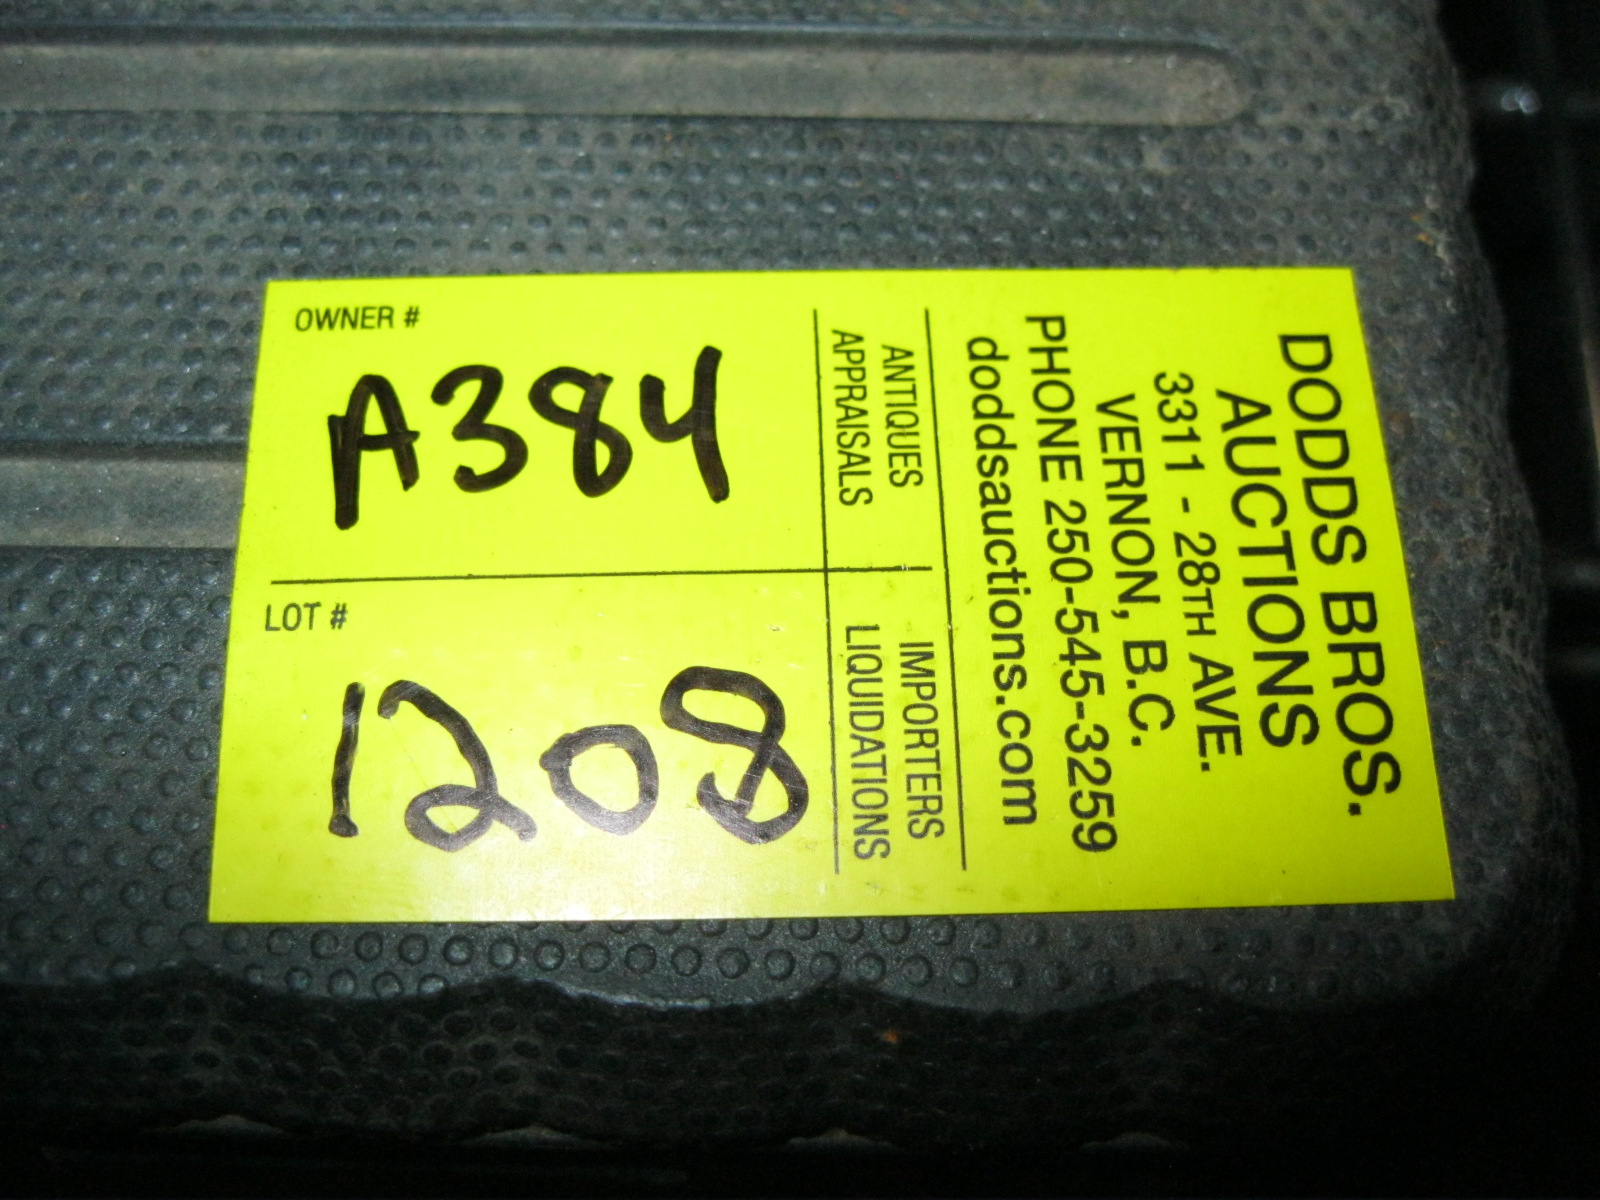 OWNER #
A384
LOT #
1208
ANTIQUES
APPRAISALS
IMPORTERS
LIQUIDATIONS
DODDS BROS.
AUCTIONS
3311 - 28TH AVE.
VERNON, B.C.
PHONE 250-545-3259
doddsauctions.com